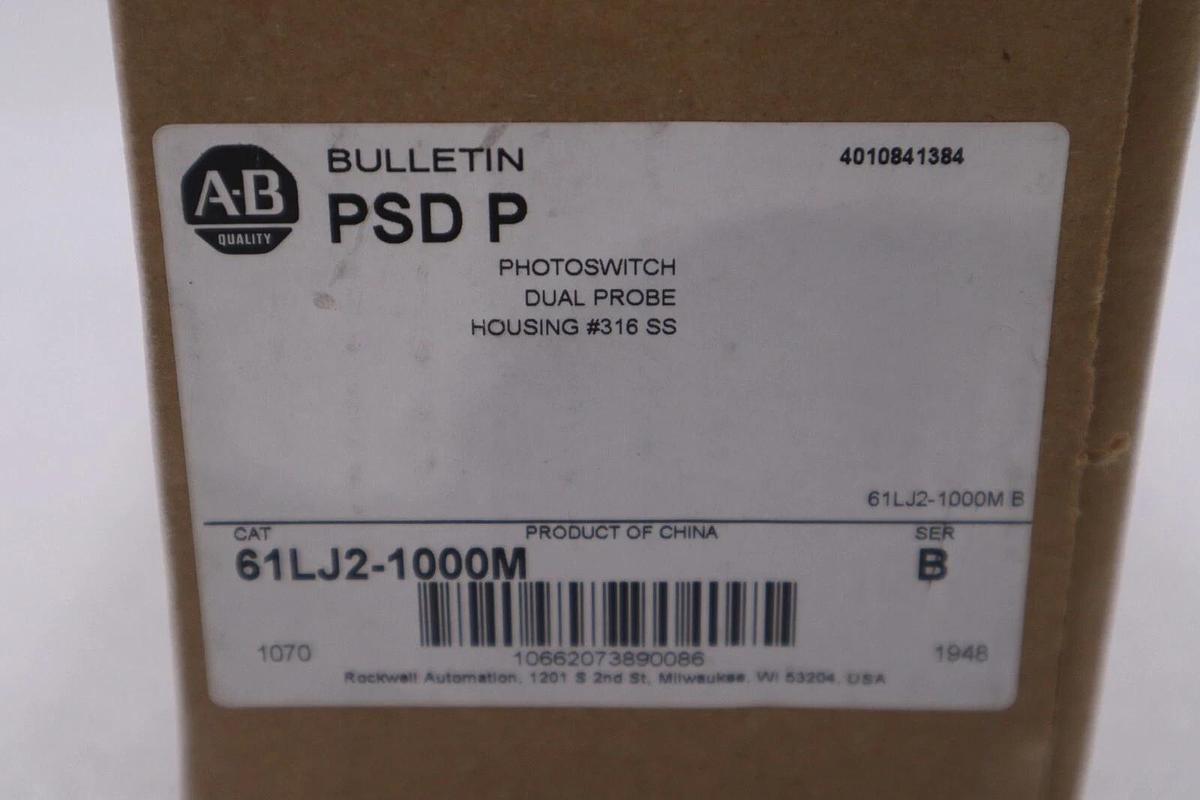 A-B
QUALITY
BULLETIN
PSD P
4010841384
PHOTOSWITCH
DUAL PROBE
HOUSING #316 SS
61LJ2-1000M B
CAT
PRODUCT OF CHINA
SER
61LJ2-1000M
B
1070
10662073890086
1948
Rockwell Automation, 1201 S 2nd St, Milwaukee, WI 53204, USA